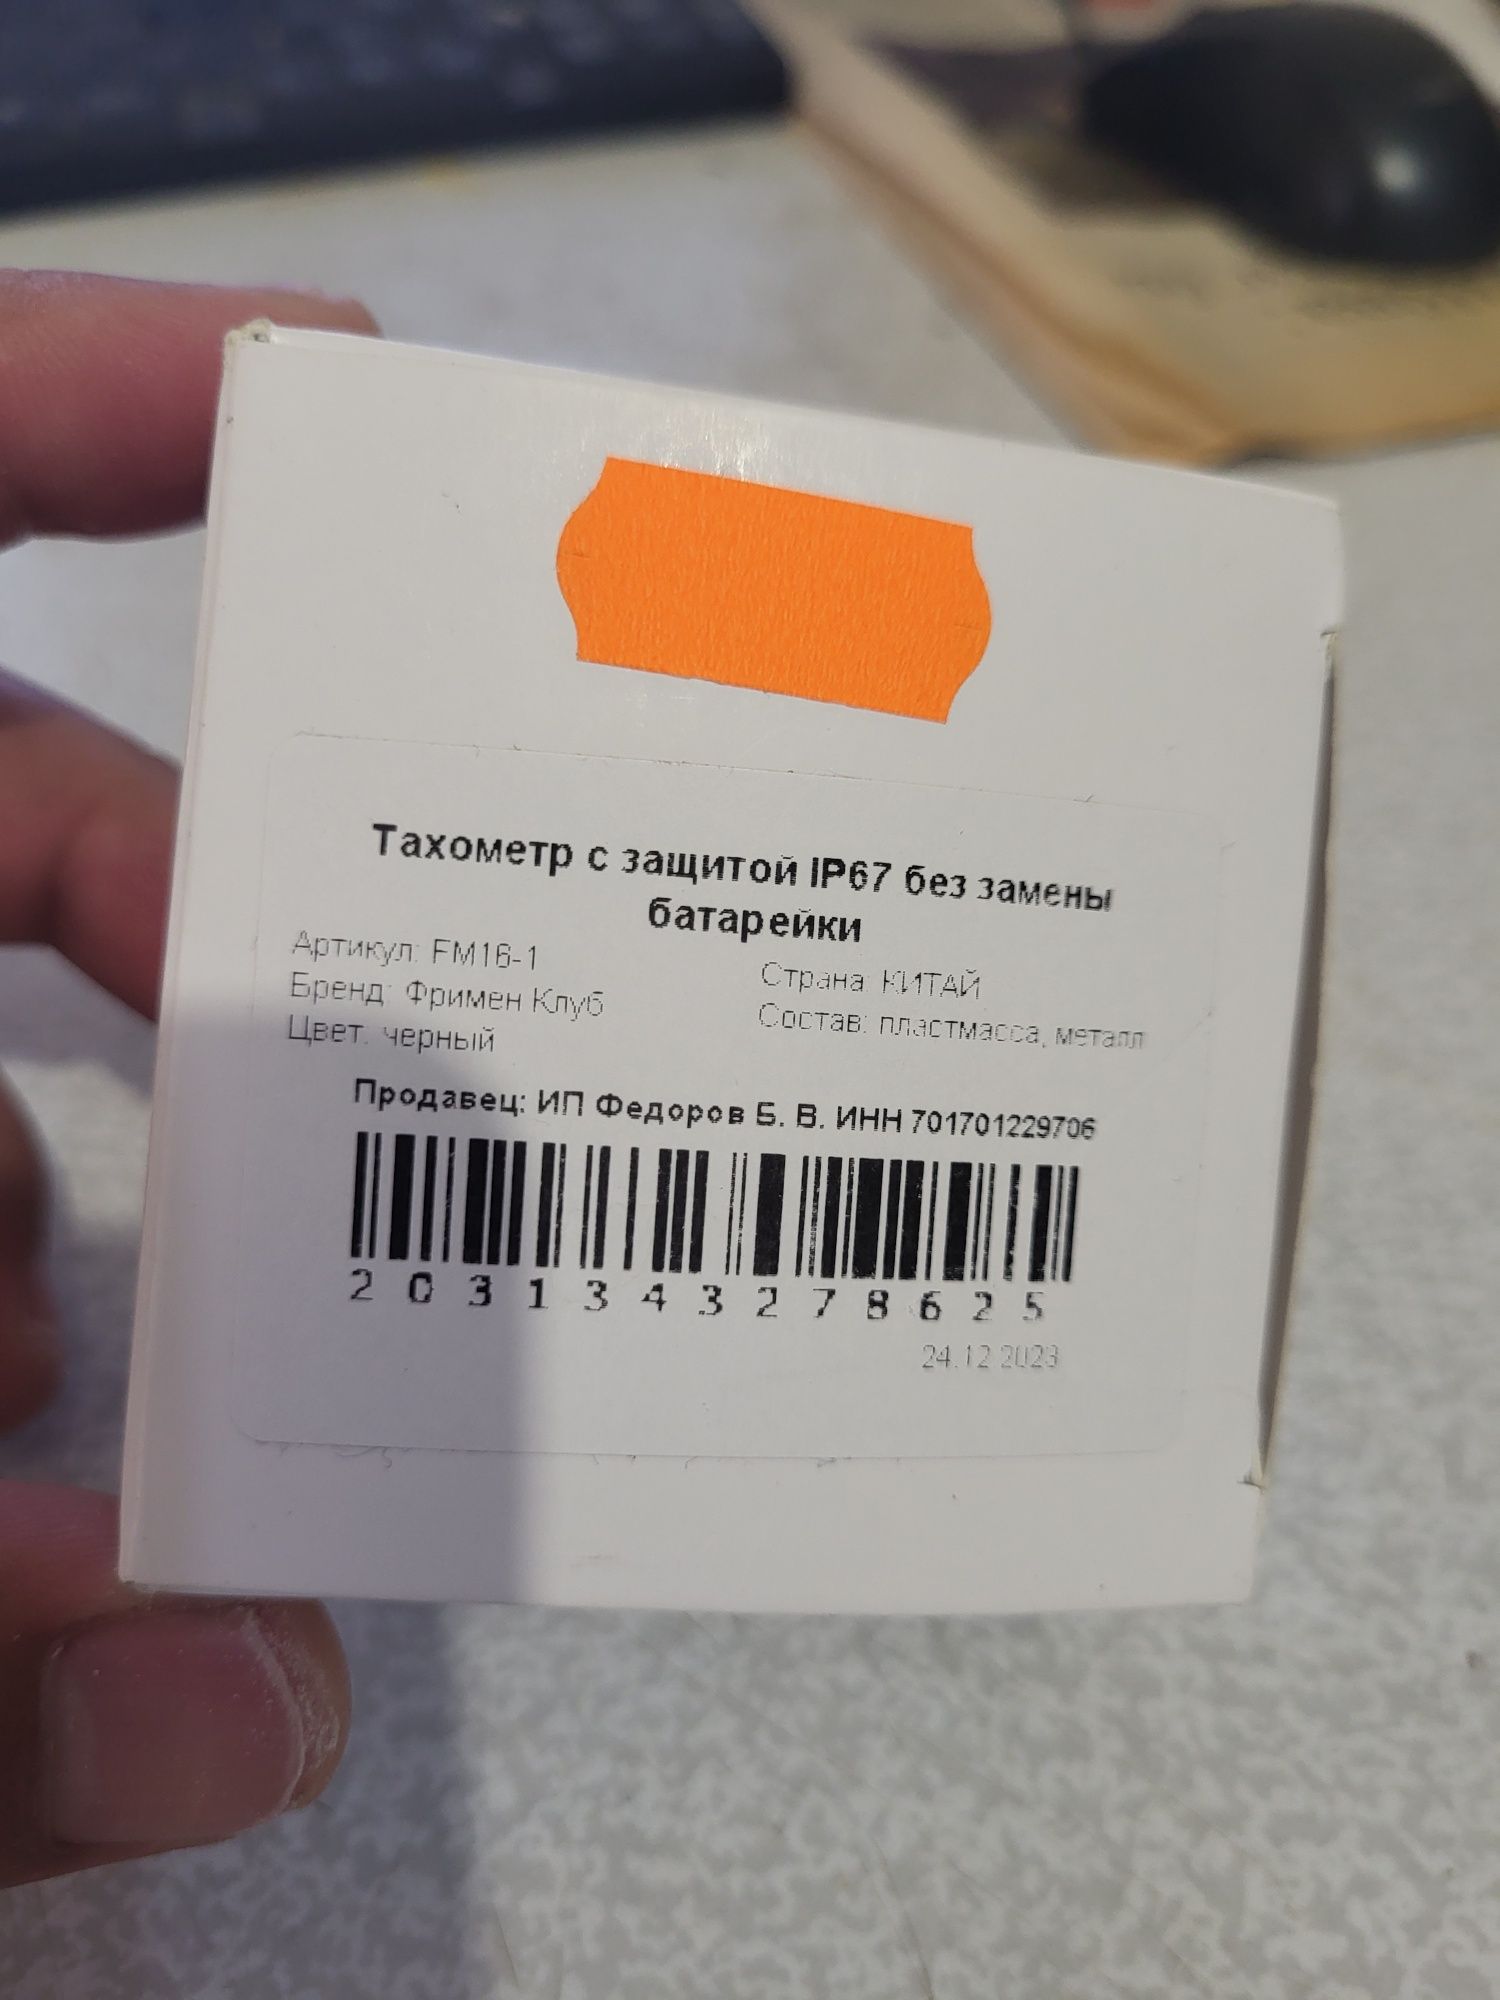 Тахометр с защитой IP67 без замены
батарейки
Артикул: FM16-1
Бренд: Фримен Клуб
Цвет: черный
Страна: КИТАЙ
Состав: пластмасса, металл
Продавец: ИП Федоров Б. В. ИНН 701701229706
2031343278625
24.12.2023